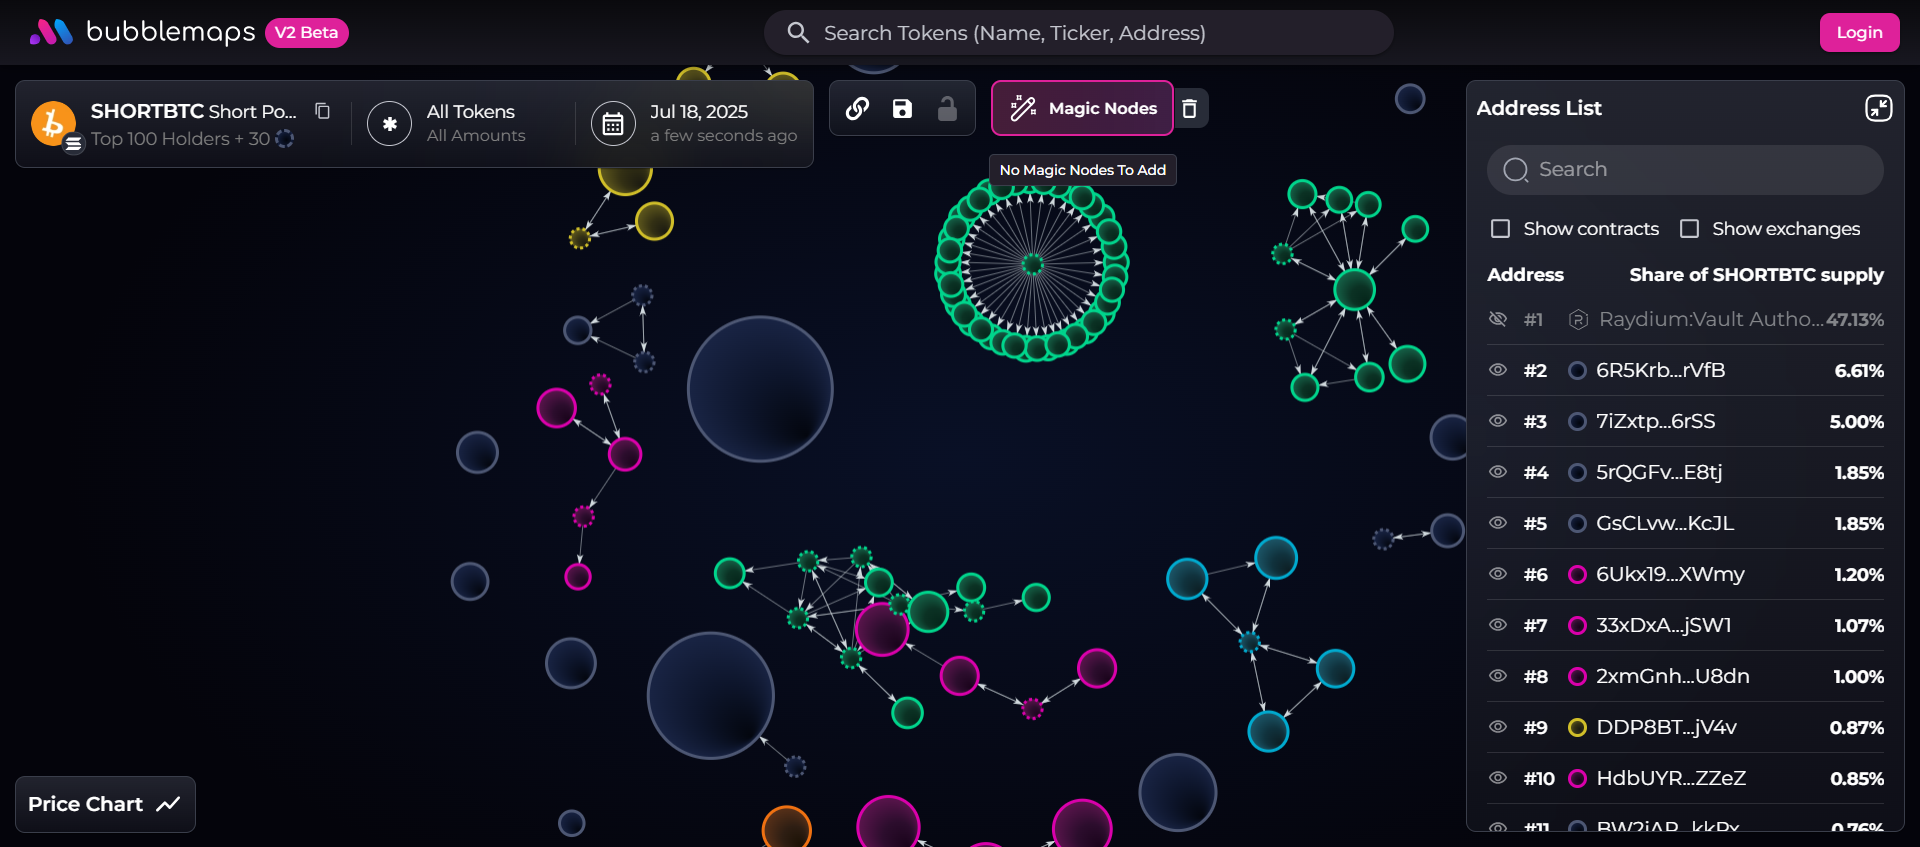 bubblemaps V2 Beta
Search Tokens (Name, Ticker, Address)
Login
SHORTBTC Short Po...
Top 100 Holders + 30
All Tokens
All Amounts
Jul 18, 2025
a few seconds ago
Magic Nodes
No Magic Nodes To Add
Address List
Search
Show contracts Show exchanges
Address Share of SHORTBTC supply
#1 Raydium:Vault Autho... 47.13%
#2 6R5Krb...rVfB 6.61%
#3 7iZxtp...6rSS 5.00%
#4 5rQGFv...E8tj 1.85%
#5 GsCLvw...KcJL 1.85%
#6 6Ukx19...XWmy 1.20%
#7 33xDxA...jSW1 1.07%
#8 2xmGnh...U8dn 1.00%
#9 DDP8BT...jV4v 0.87%
#10 HdbUYR...ZZeZ 0.85%
#11 0.76%
Price Chart